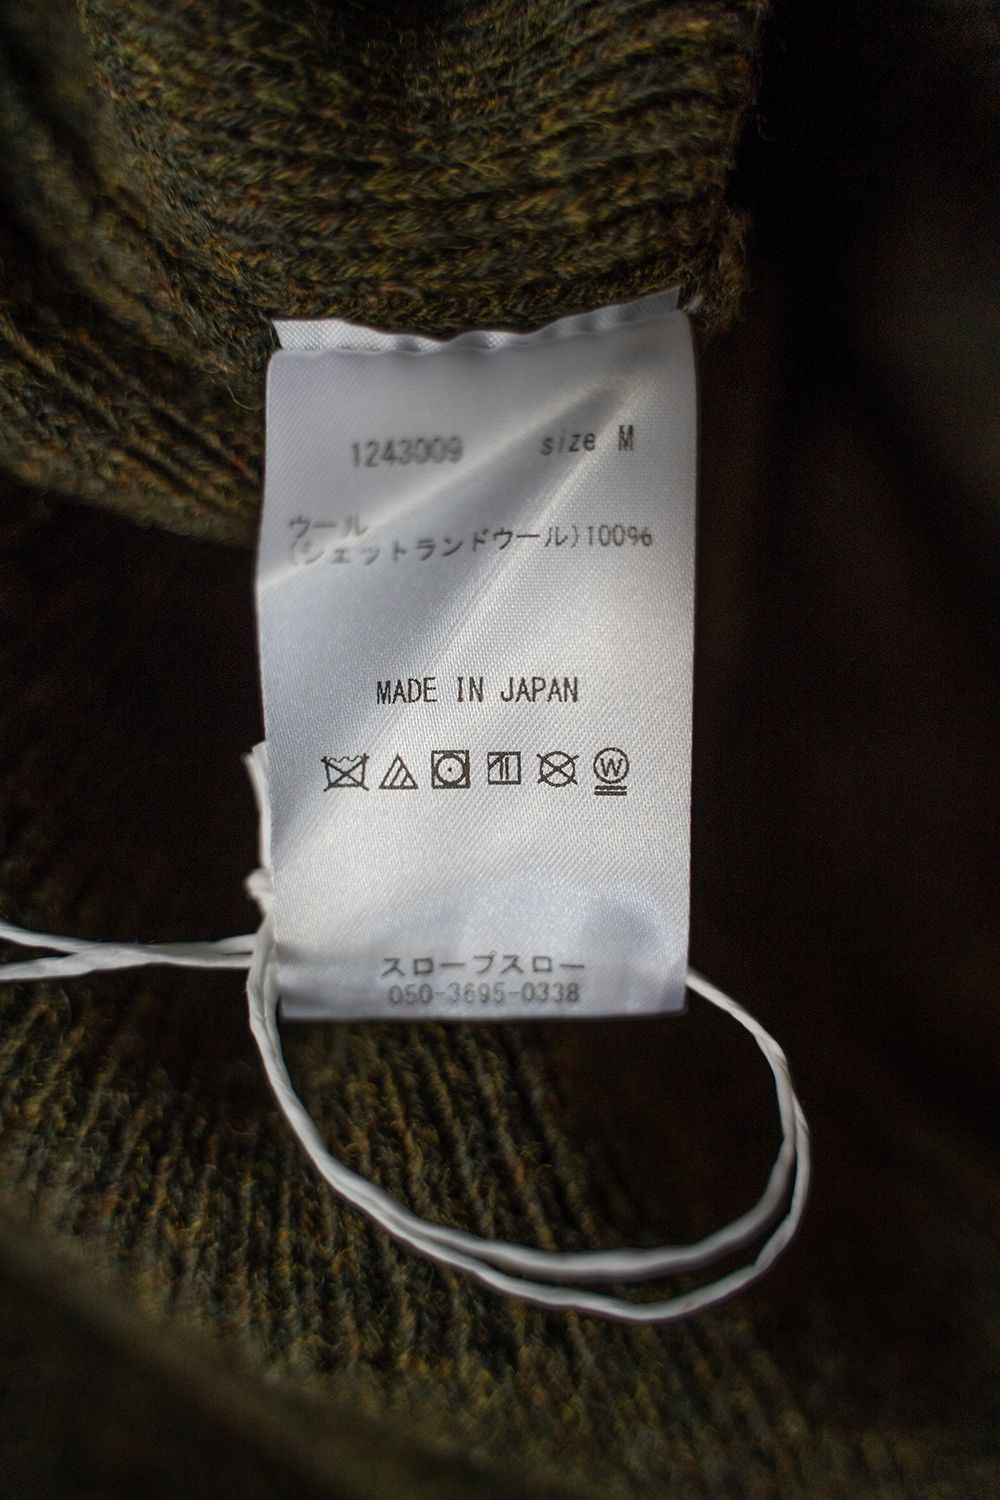 1243009 size M
ウール
(シェットランドウール)100%
MADE IN JAPAN
W
スロープスロー
050-3695-0338